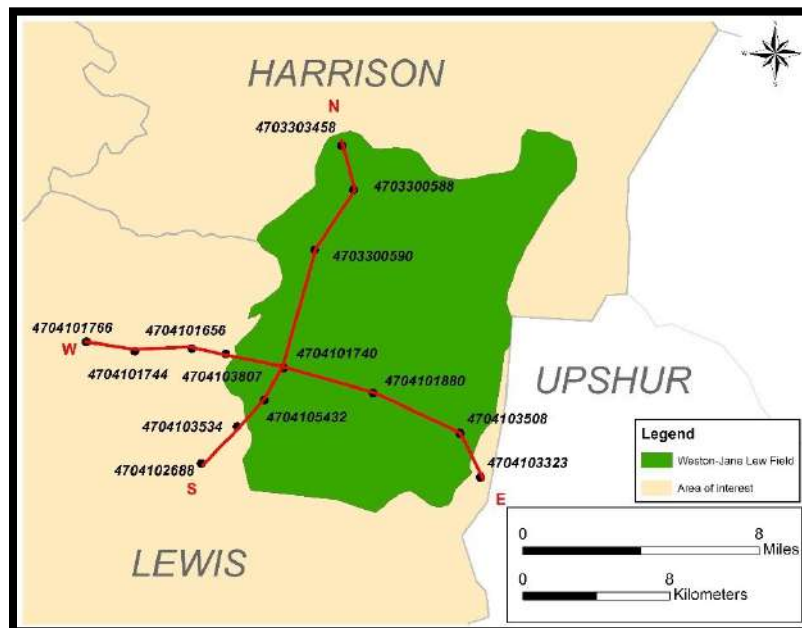 N
W E
S
HARRISON
N
4703303458
4703300588
4703300590
4704101766
4704101656
W
4704101744
4704103807
4704101740
4704101880
UPSHUR
4704103534
4704105432
4704103508
4704102688
S
4704103323
E
LEWIS
Legend
Weston-Jane Lew Field
Area of interest
0 8
Miles
0 8
Kilometers